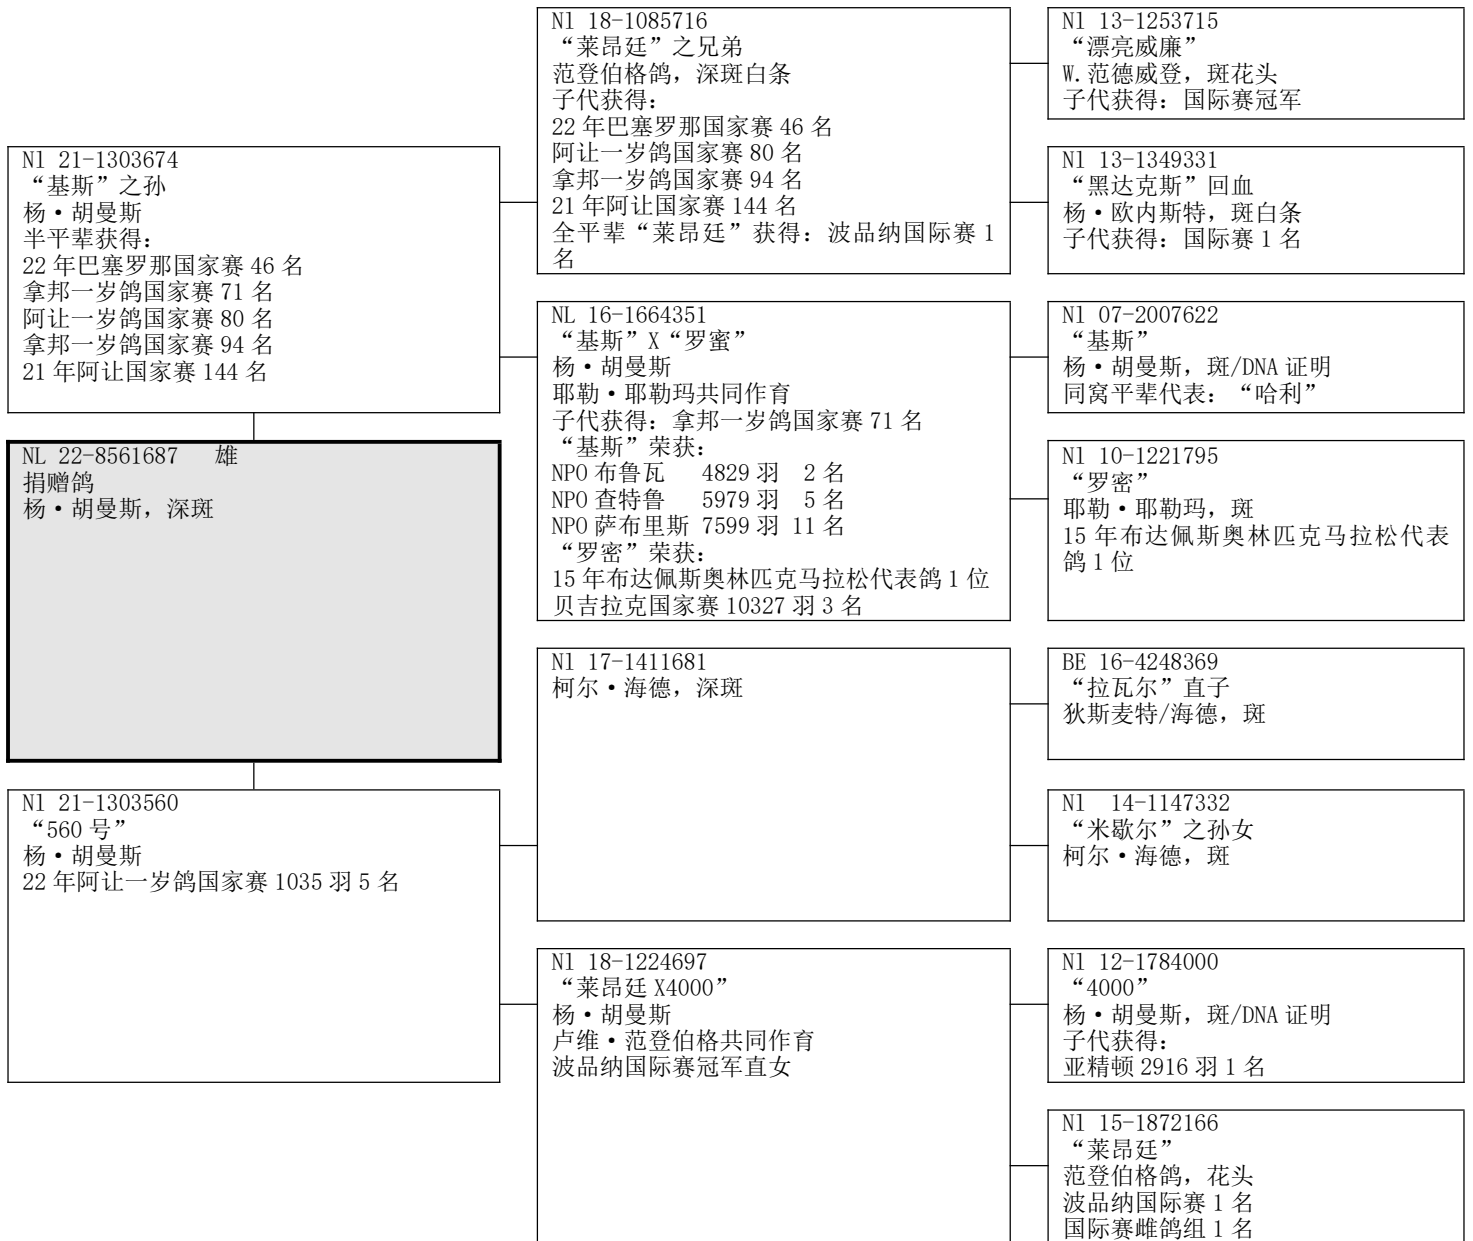 Nl 21-1303674
“基斯”之孙
杨·胡曼斯
半平辈获得：
22 年巴塞罗那国家赛 46 名
拿邦一岁鸽国家赛 71 名
阿让一岁鸽国家赛 80 名
拿邦一岁鸽国家赛 94 名
21 年阿让国家赛 144 名
NL 22-8561687 雄
捐赠鸽
杨·胡曼斯，深斑
Nl 21-1303560
“560 号”
杨·胡曼斯
22 年阿让一岁鸽国家赛 1035 羽 5 名
Nl 18-1085716
“莱昂廷”之兄弟
范登伯格鸽，深斑白条
子代获得：
22 年巴塞罗那国家赛 46 名
阿让一岁鸽国家赛 80 名
拿邦一岁鸽国家赛 94 名
21 年阿让国家赛 144 名
全平辈“莱昂廷”获得：波品纳国际赛 1
名
NL 16-1664351
“基斯”X“罗蜜”
杨·胡曼斯
耶勒·耶勒玛共同作育
子代获得：拿邦一岁鸽国家赛 71 名
“基斯”荣获：
NPO 布鲁瓦 4829 羽 2 名
NPO 查特鲁 5979 羽 5 名
NPO 萨布里斯 7599 羽 11 名
“罗密”荣获：
15 年布达佩斯奥林匹克马拉松代表鸽 1 位
贝吉拉克国家赛 10327 羽 3 名
Nl 17-1411681
柯尔·海德，深斑
Nl 18-1224697
“莱昂廷 X4000”
杨·胡曼斯
卢维·范登伯格共同作育
波品纳国际赛冠军直女
Nl 13-1253715
“漂亮威廉”
W.范德威登，斑花头
子代获得：国际赛冠军
Nl 13-1349331
“黑达克斯”回血
杨·欧内斯特，斑白条
子代获得：国际赛 1 名
Nl 07-2007622
“基斯”
杨·胡曼斯，斑/DNA 证明
同窝平辈代表：“哈利”
Nl 10-1221795
“罗密”
耶勒·耶勒玛，斑
15 年布达佩斯奥林匹克马拉松代表
鸽 1 位
BE 16-4248369
“拉瓦尔”直子
狄斯麦特/海德，斑
Nl 14-1147332
“米歇尔”之孙女
柯尔·海德，斑
Nl 12-1784000
“4000”
杨·胡曼斯，斑/DNA 证明
子代获得：
亚精顿 2916 羽 1 名
Nl 15-1872166
“莱昂廷”
范登伯格鸽，花头
波品纳国际赛 1 名
国际赛雌鸽组 1 名